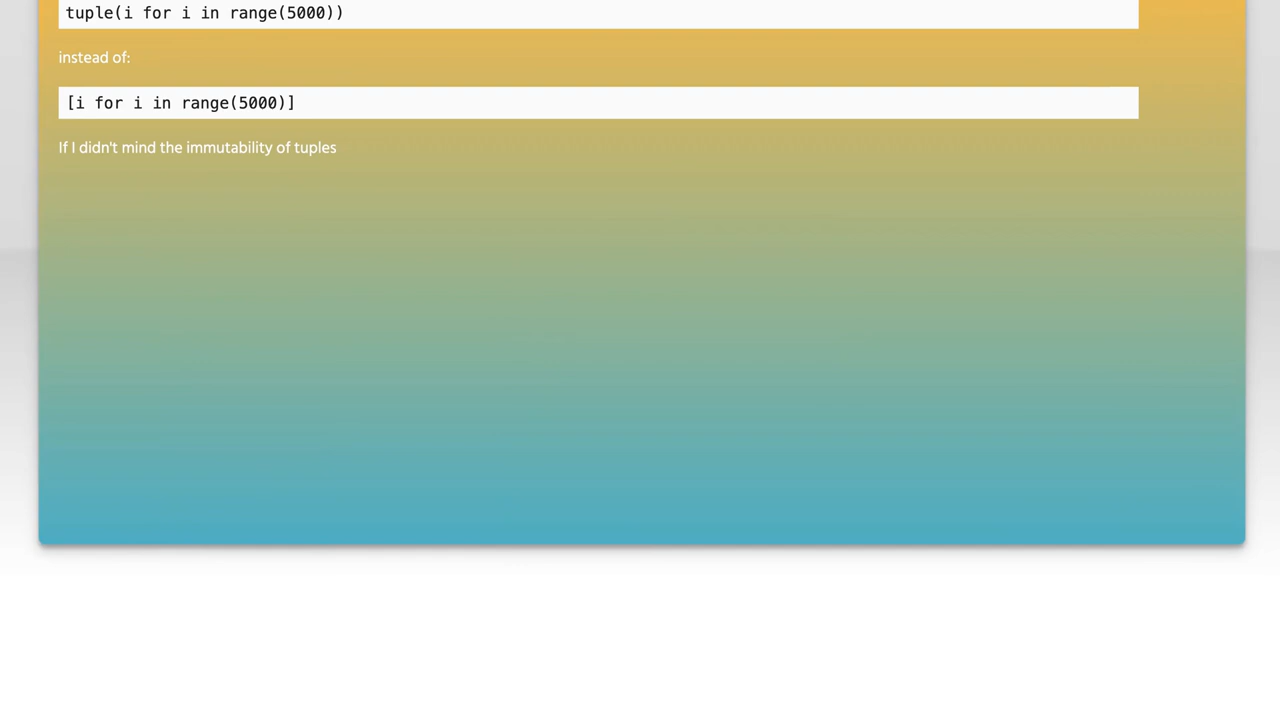 tuple(i for i in range(5000))
instead of:
[i for i in range(5000)]
If I didn't mind the immutability of tuples